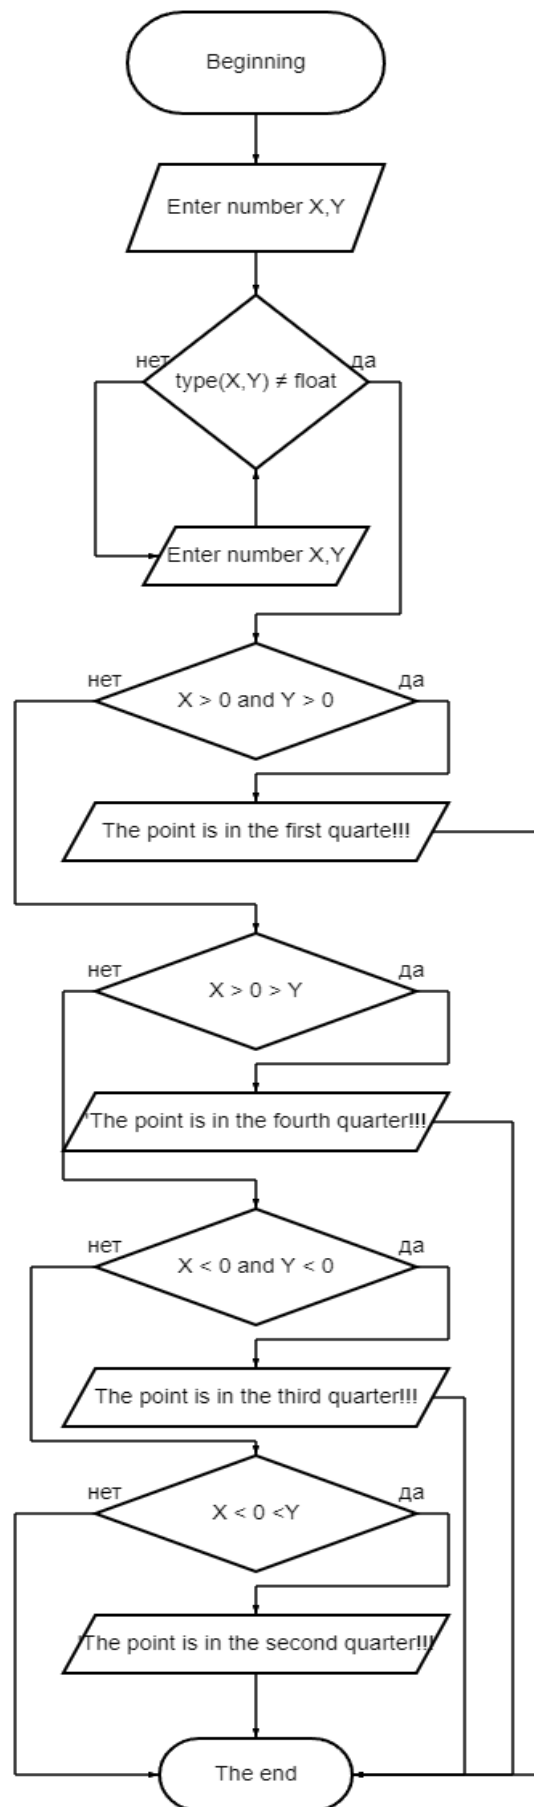 Beginning
Enter number X,Y
нет
да
type(X,Y) ≠ float
Enter number X,Y
нет
да
X > 0 and Y > 0
The point is in the first quarte!!!
нет
да
X > 0 > Y
'The point is in the fourth quarter!!!
нет
да
X < 0 and Y < 0
The point is in the third quarter!!!
нет
да
X < 0 <Y
'The point is in the second quarter!!!
The end